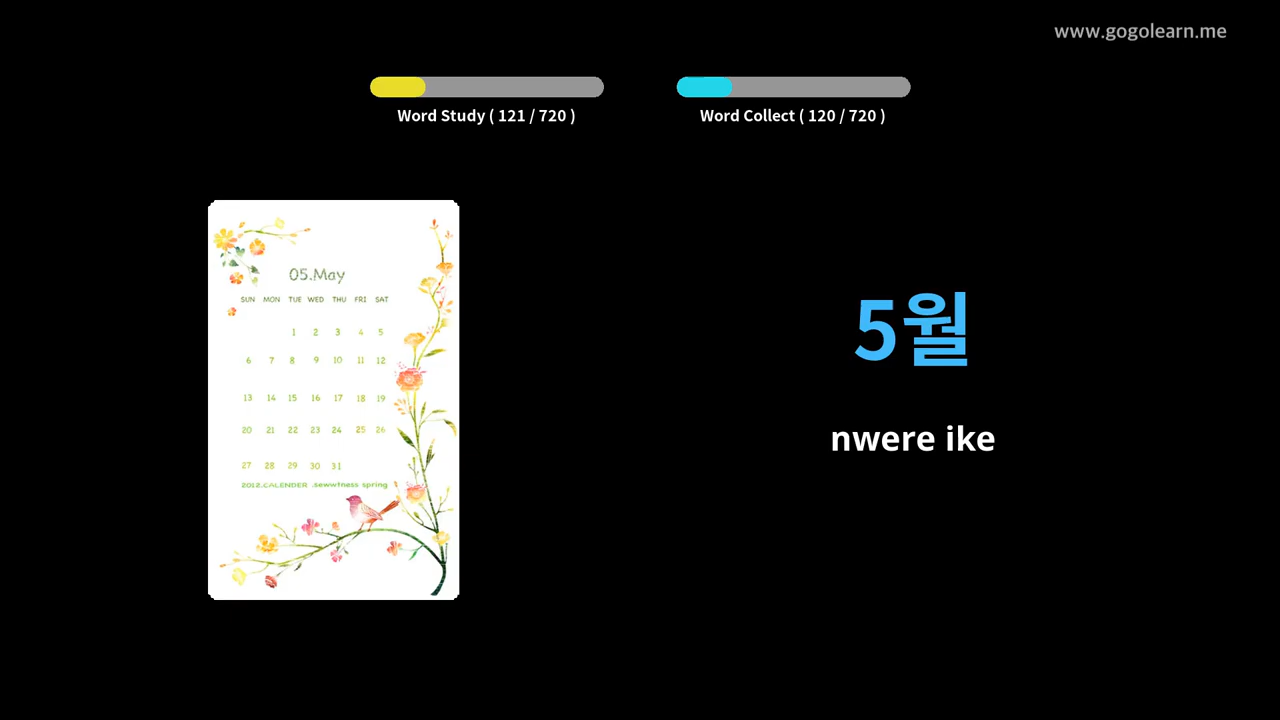 www.gogolearn.me
Word Study ( 121 / 720 )
Word Collect ( 120 / 720 )
05.May
SUN MON TUE WED THU FRI SAT
1 2 3 4 5
6 7 8 9 10 11 12
13 14 15 16 17 18 19
20 21 22 23 24 25 26
27 28 29 30 31
2012.CALENDER .sewwtness spring
5월
nwere ike